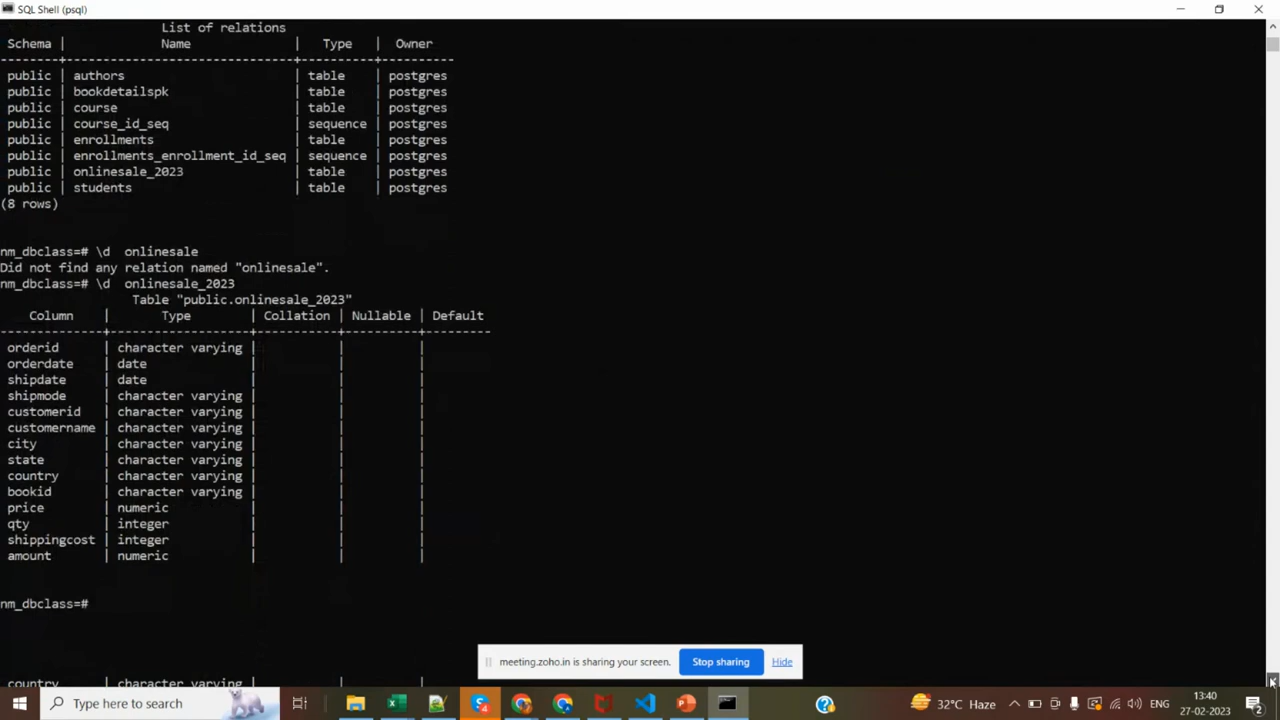 SQL Shell (psql)
List of relations
Schema | Name | Type | Owner
--------+----------------------------+----------+----------
public | authors | table | postgres
public | bookdetailspk | table | postgres
public | course | table | postgres
public | course_id_seq | sequence | postgres
public | enrollments | table | postgres
public | enrollments_enrollment_id_seq | sequence | postgres
public | onlinesale_2023 | table | postgres
public | students | table | postgres
(8 rows)
nm_dbclass=# \d  onlinesale
Did not find any relation named "onlinesale".
nm_dbclass=# \d  onlinesale_2023
Table "public.onlinesale_2023"
Column | Type | Collation | Nullable | Default
--------------+-------------------+-----------+----------+---------
orderid | character varying | | |
orderdate | date | | |
shipdate | date | | |
shipmode | character varying | | |
customerid | character varying | | |
customername | character varying | | |
city | character varying | | |
state | character varying | | |
country | character varying | | |
bookid | character varying | | |
price | numeric | | |
qty | integer | | |
shippingcost | integer | | |
amount | numeric | | |
nm_dbclass=#
meeting.zoho.in is sharing your screen. Stop sharing Hide
country | character varying | | |
Type here to search
32°C Haze
ENG
13:40
27-02-2023
2